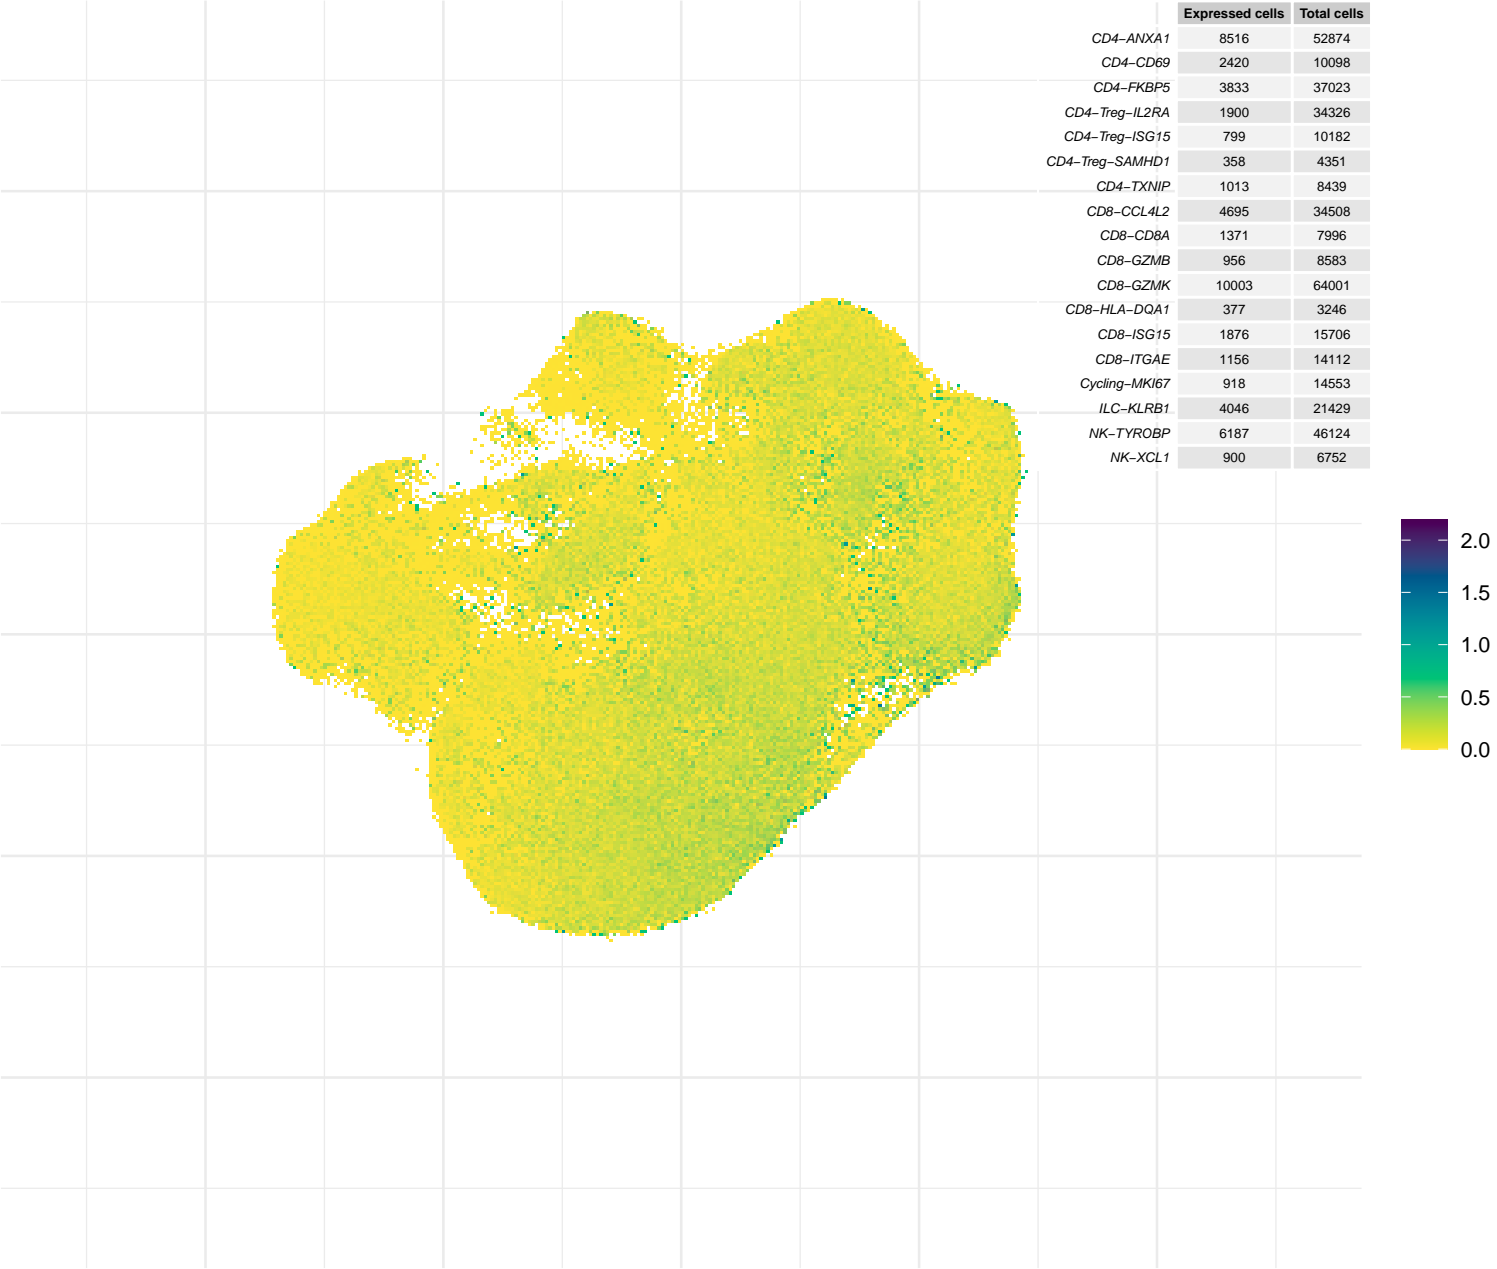 Expressed cells Total cells
CD4−ANXA1 8516 52874
CD4−CD69 2420 10098
CD4−FKBP5 3833 37023
CD4−Treg−IL2RA 1900 34326
CD4−Treg−ISG15 799 10182
CD4−Treg−SAMHD1 358 4351
CD4−TXNIP 1013 8439
CD8−CCL4L2 4695 34508
CD8−CD8A 1371 7996
CD8−GZMB 956 8583
CD8−GZMK 10003 64001
CD8−HLA−DQA1 377 3246
CD8−ISG15 1876 15706
CD8−ITGAE 1156 14112
Cycling−MKI67 918 14553
ILC−KLRB1 4046 21429
NK−TYROBP 6187 46124
NK−XCL1 900 6752
2.0
1.5
1.0
0.5
0.0